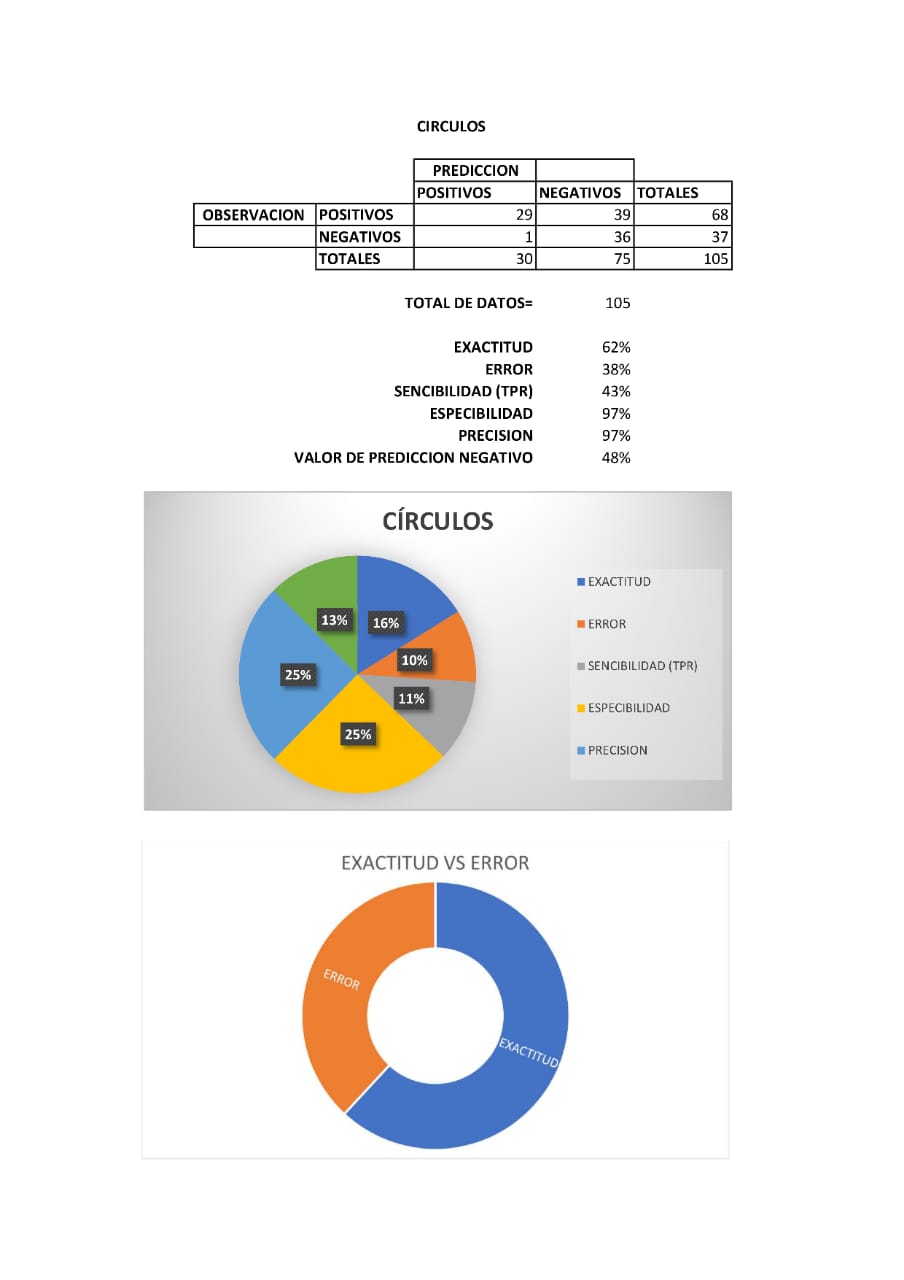 CIRCULOS
PREDICCION
POSITIVOS NEGATIVOS TOTALES
OBSERVACION POSITIVOS 29 39 68
NEGATIVOS 1 36 37
TOTALES 30 75 105
TOTAL DE DATOS= 105
EXACTITUD 62%
ERROR 38%
SENCIBILIDAD (TPR) 43%
ESPECIBILIDAD 97%
PRECISION 97%
VALOR DE PREDICCION NEGATIVO 48%
CÍRCULOS
13% 16%
10%
25%
11%
25%
EXACTITUD
ERROR
SENCIBILIDAD (TPR)
ESPECIBILIDAD
PRECISION
EXACTITUD VS ERROR
ERROR
EXACTITUD